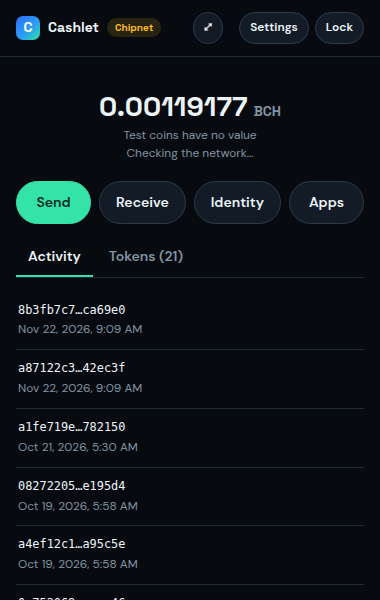 C Cashlet Chipnet Settings Lock
0.00119177 BCH
Test coins have no value
Checking the network…
Send Receive Identity Apps
Activity Tokens (21)
8b3fb7c7…ca69e0
Nov 22, 2026, 9:09 AM
a87122c3…42ec3f
Nov 22, 2026, 9:09 AM
a1fe719e…782150
Oct 21, 2026, 5:30 AM
08272205…e195d4
Oct 19, 2026, 5:58 AM
a4ef12c1…a95c5e
Oct 19, 2026, 5:58 AM